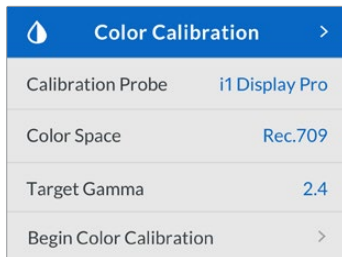 Color Calibration >
Calibration Probe i1 Display Pro
Color Space Rec.709
Target Gamma 2.4
Begin Color Calibration >